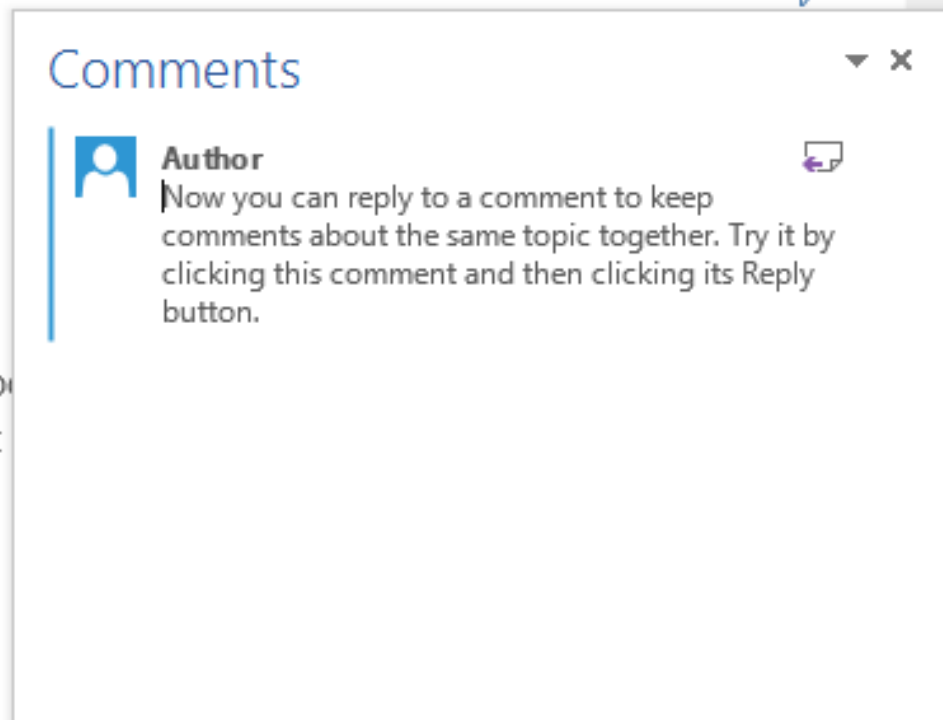 Comments
Author
Now you can reply to a comment to keep
comments about the same topic together. Try it by
clicking this comment and then clicking its Reply
button.